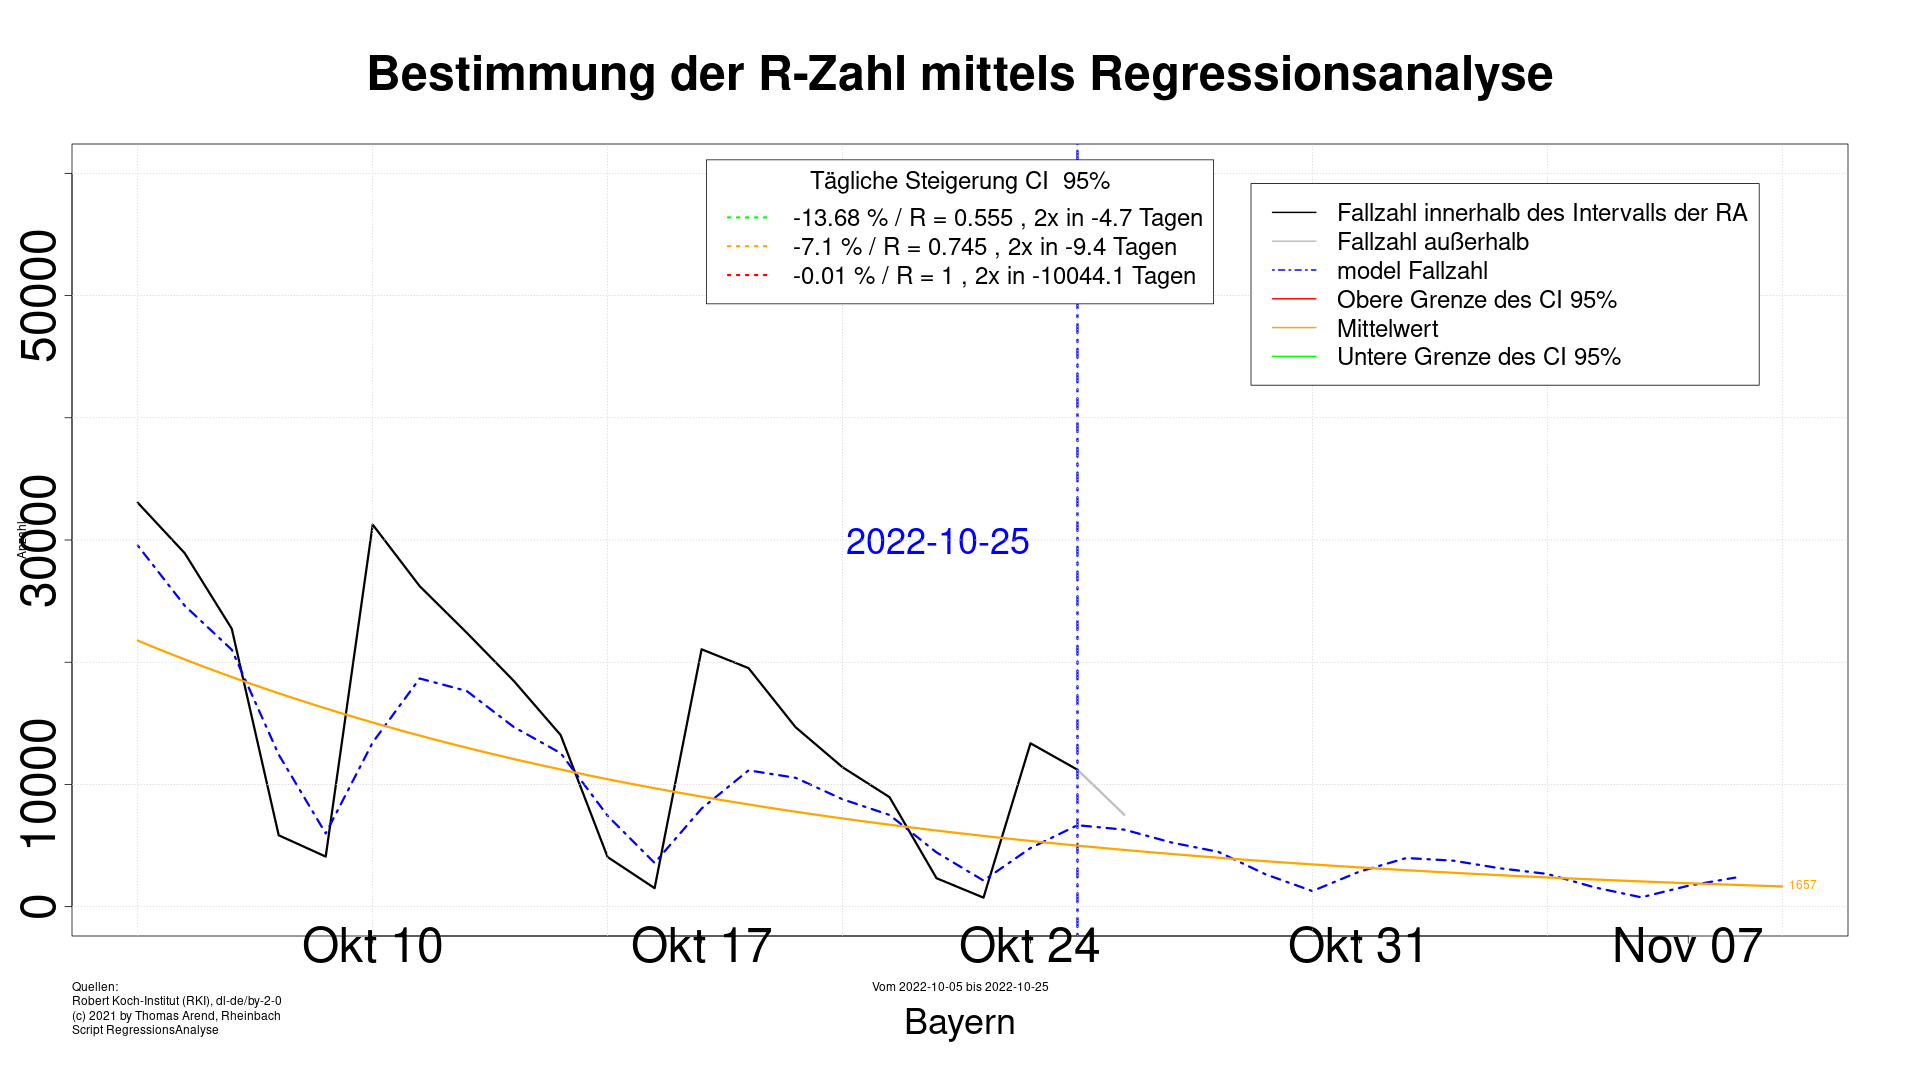 Bestimmung der R-Zahl mittels Regressionsanalyse
Tägliche Steigerung CI  95%
-13.68 % / R = 0.555 , 2x in -4.7 Tagen
-7.1 % / R = 0.745 , 2x in -9.4 Tagen
-0.01 % / R = 1 , 2x in -10044.1 Tagen
Fallzahl innerhalb des Intervalls der RA
Fallzahl außerhalb
model Fallzahl
Obere Grenze des CI 95%
Mittelwert
Untere Grenze des CI 95%
50000
30000
10000
0
Anzahl
2022-10-25
1657
Okt 10
Okt 17
Okt 24
Okt 31
Nov 07
Quellen:
Robert Koch-Institut (RKI), dl-de/by-2-0
(c) 2021 by Thomas Arend, Rheinbach
Script RegressionsAnalyse
Vom 2022-10-05 bis 2022-10-25
Bayern